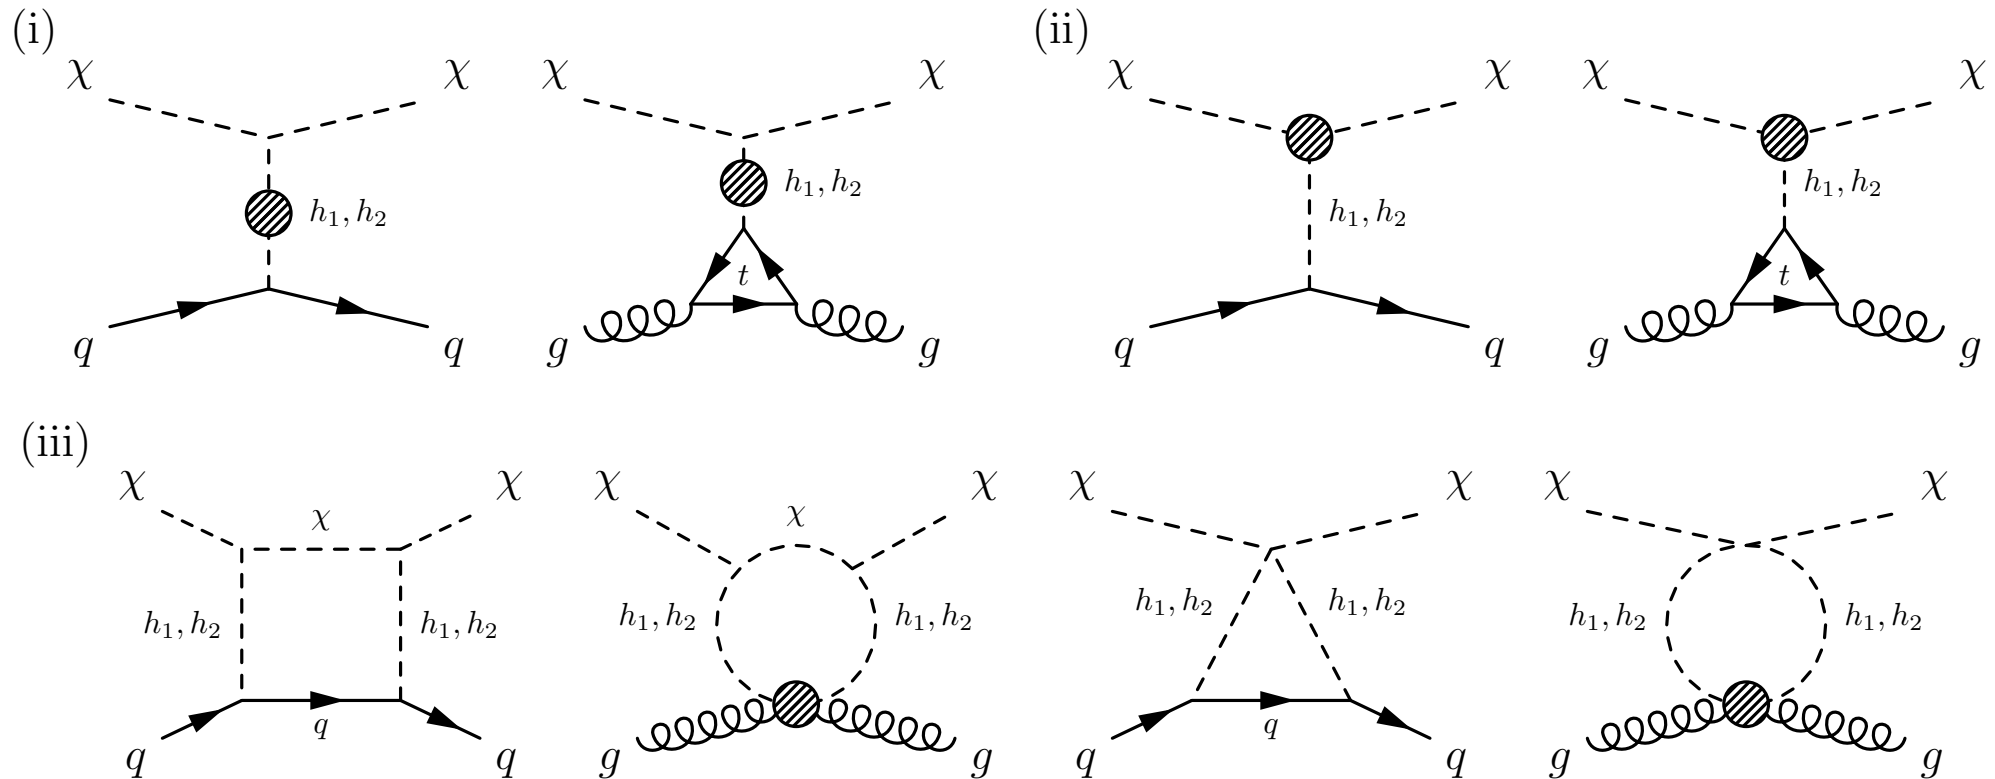 (i) (ii)
χ χ χ χ χ χ χ χ
h₁, h₂ h₁, h₂ h₁, h₂ h₁, h₂
t t
q q g g q q g g
(iii)
χ χ χ χ χ χ χ χ
χ χ
h₁, h₂ h₁, h₂ h₁, h₂ h₁, h₂ h₁, h₂ h₁, h₂ h₁, h₂ h₁, h₂
q q
q q g g q q g g